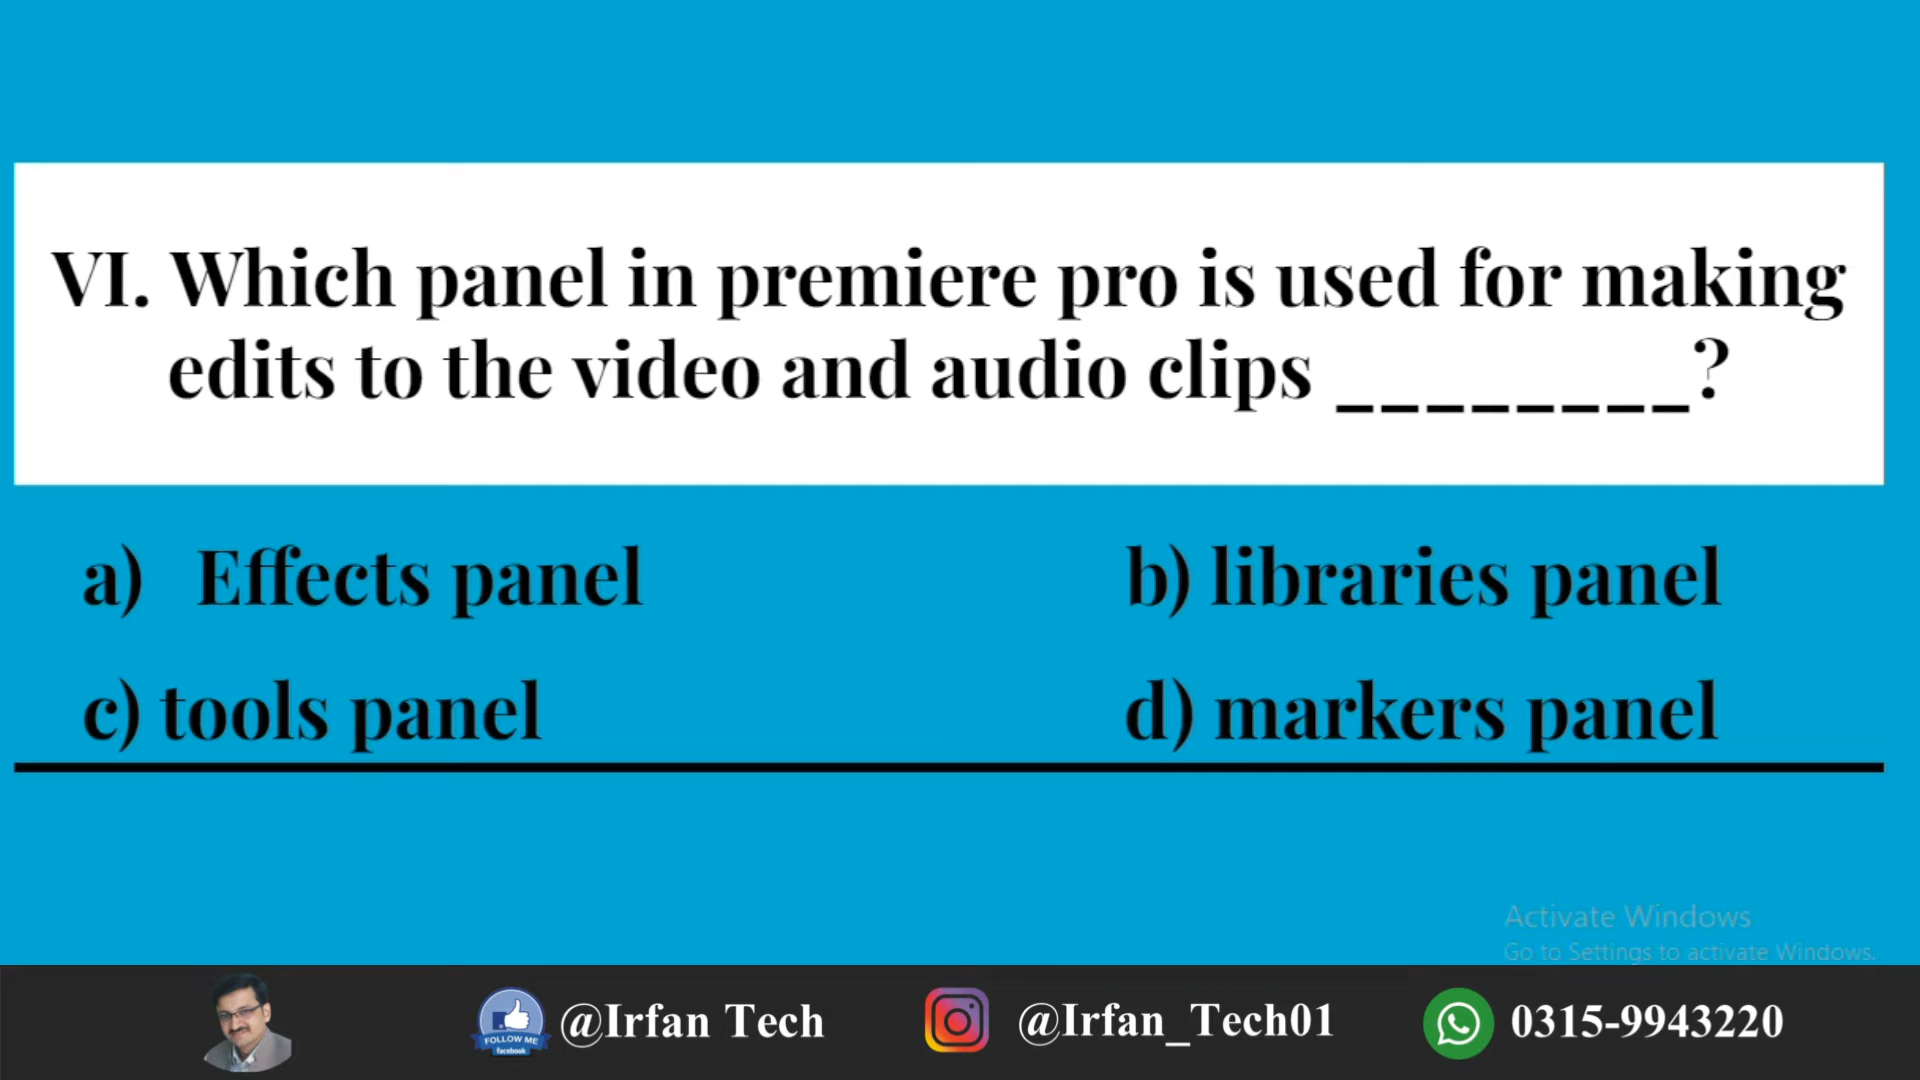 VI. Which panel in premiere pro is used for making
edits to the video and audio clips ________?
a) Effects panel
b) libraries panel
c) tools panel
d) markers panel
Activate Windows
Go to Settings to activate Windows.
FOLLOW ME
facebook
@Irfan Tech
@Irfan_Tech01
0315-9943220